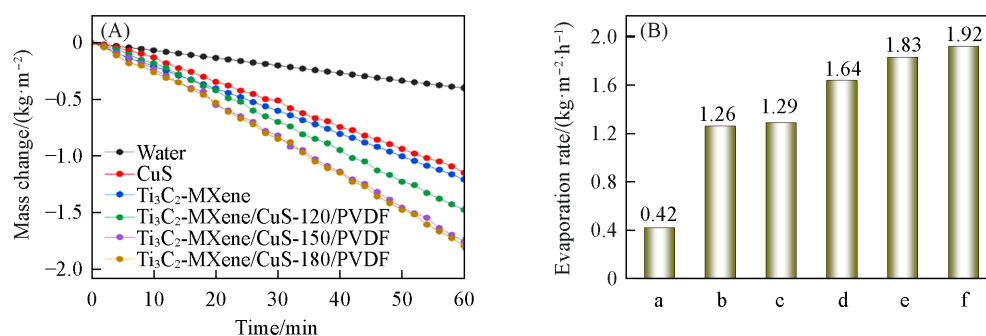 (A)
Mass change/(kg·m⁻²)
0
−0.5
−1.0
−1.5
−2.0
Water
CuS
Ti₃C₂-MXene
Ti₃C₂-MXene/CuS-120/PVDF
Ti₃C₂-MXene/CuS-150/PVDF
Ti₃C₂-MXene/CuS-180/PVDF
0 10 20 30 40 50 60
Time/min
(B)
Evaporation rate/(kg·m⁻²·h⁻¹)
2.0
1.6
1.2
0.8
0.4
0
0.42 1.26 1.29 1.64 1.83 1.92
a b c d e f